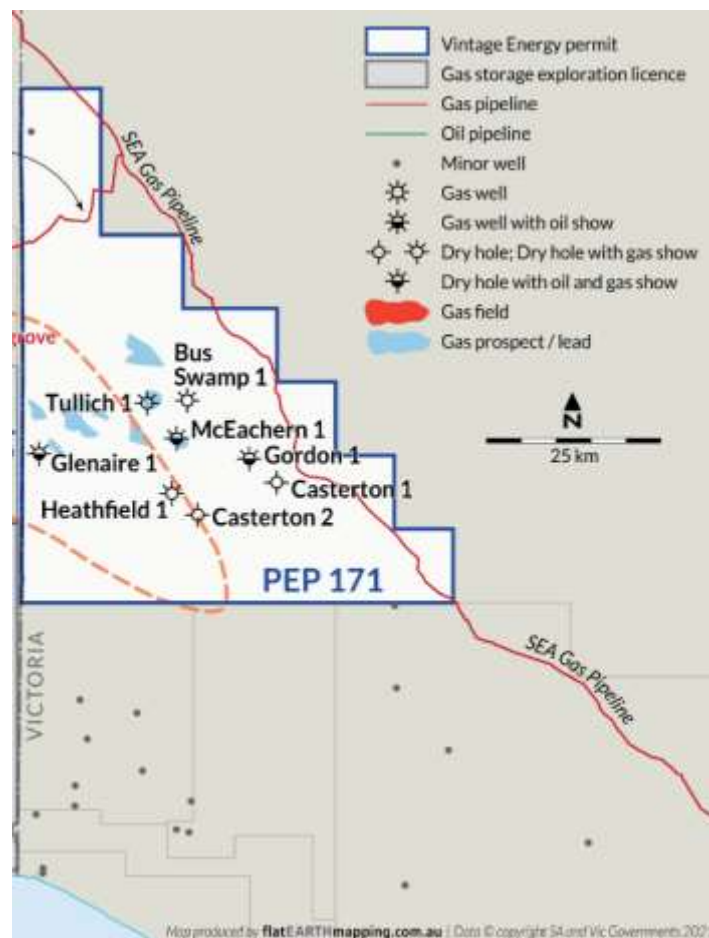 Vintage Energy permit
Gas storage exploration licence
Gas pipeline
Oil pipeline
Minor well
Gas well
Gas well with oil show
Dry hole; Dry hole with gas show
Dry hole with oil and gas show
Gas field
Gas prospect / lead
N
25 km
SEA Gas Pipeline
grove
Bus
Swamp 1
Tullich 1
McEachern 1
Gordon 1
Glenaire 1
Casterton 1
Heathfield 1
Casterton 2
PEP 171
SEA Gas Pipeline
VICTORIA
Map produced by flatEARTHmapping.com.au | Data © copyright SA and Vic Governments 202